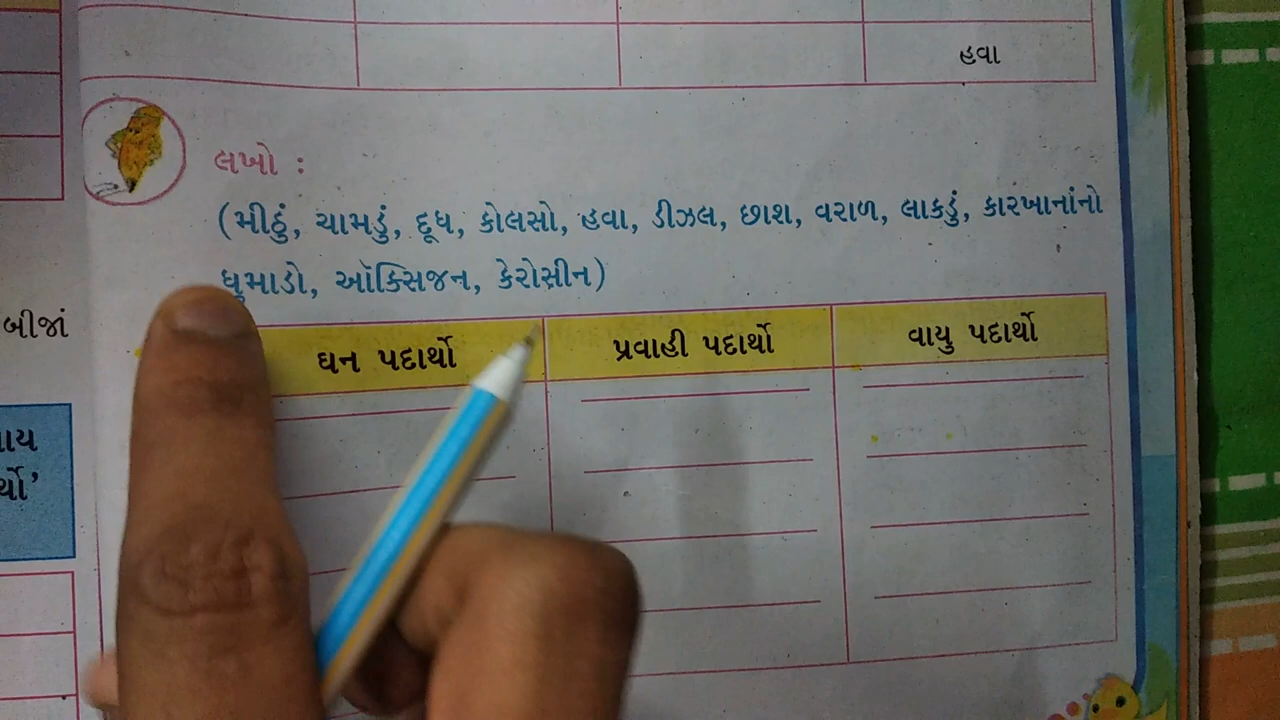 હવા
લખો :
(મીઠું, ચામડું, દૂધ, કોલસો, હવા, ડીઝલ, છાશ, વરાળ, લાકડું, કારખાનાંનો
ધુમાડો, ઑક્સિજન, કેરોસીન)
બીજાં
ઘન પદાર્થો
પ્રવાહી પદાર્થો
વાયુ પદાર્થો